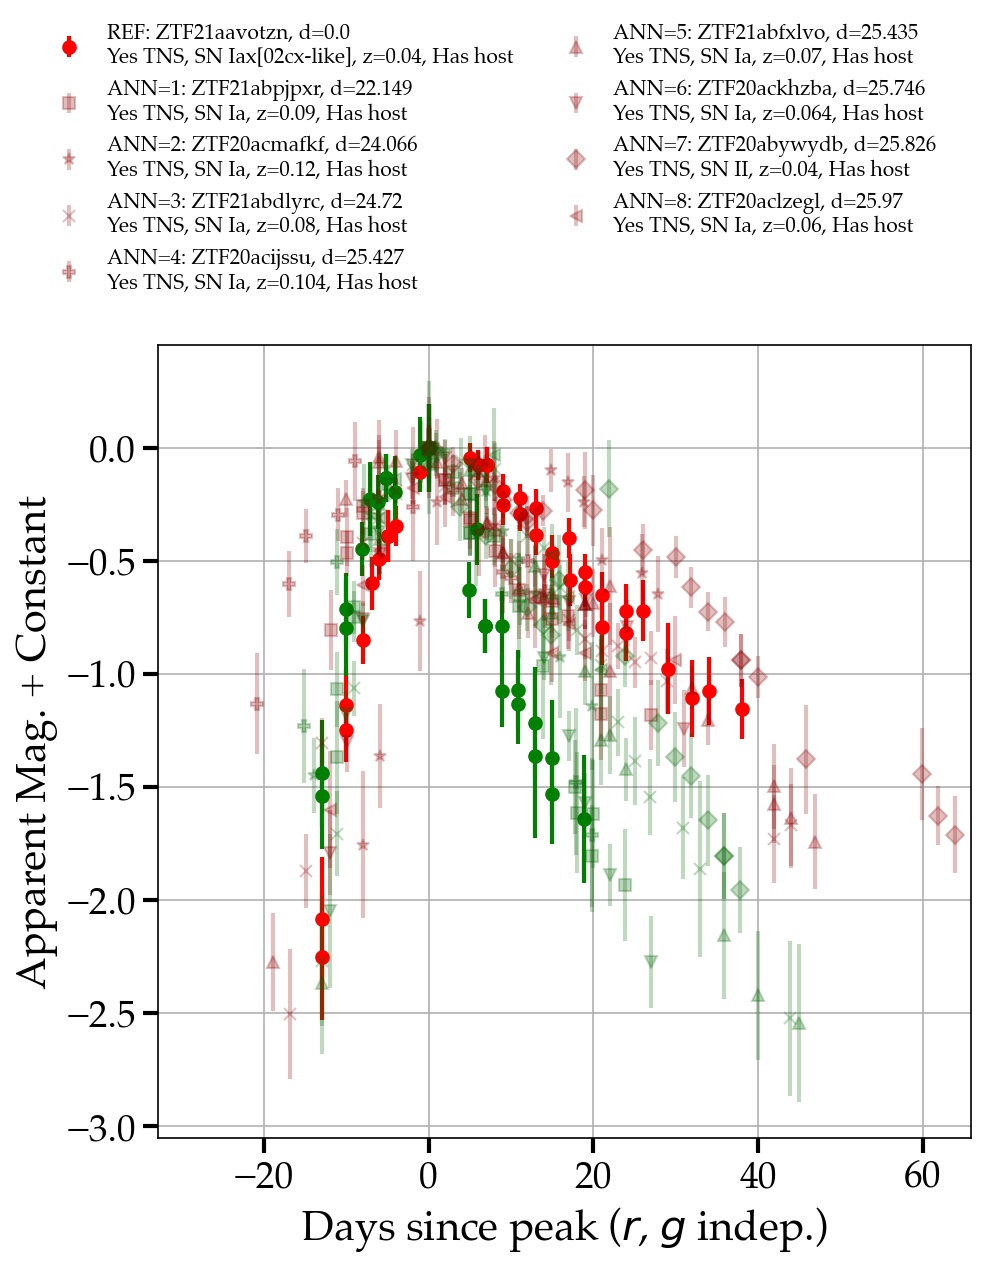 REF: ZTF21aavotzn, d=0.0
Yes TNS, SN Iax[02cx-like], z=0.04, Has host
ANN=1: ZTF21abpjpxr, d=22.149
Yes TNS, SN Ia, z=0.09, Has host
ANN=2: ZTF20acmafkf, d=24.066
Yes TNS, SN Ia, z=0.12, Has host
ANN=3: ZTF21abdlyrc, d=24.72
Yes TNS, SN Ia, z=0.08, Has host
ANN=4: ZTF20acijssu, d=25.427
Yes TNS, SN Ia, z=0.104, Has host
ANN=5: ZTF21abfxlvo, d=25.435
Yes TNS, SN Ia, z=0.07, Has host
ANN=6: ZTF20ackhzba, d=25.746
Yes TNS, SN Ia, z=0.064, Has host
ANN=7: ZTF20abywydb, d=25.826
Yes TNS, SN II, z=0.04, Has host
ANN=8: ZTF20aclzegl, d=25.97
Yes TNS, SN Ia, z=0.06, Has host
Apparent Mag. + Constant
0.0
−0.5
−1.0
−1.5
−2.0
−2.5
−3.0
−20 0 20 40 60
Days since peak (r, g indep.)